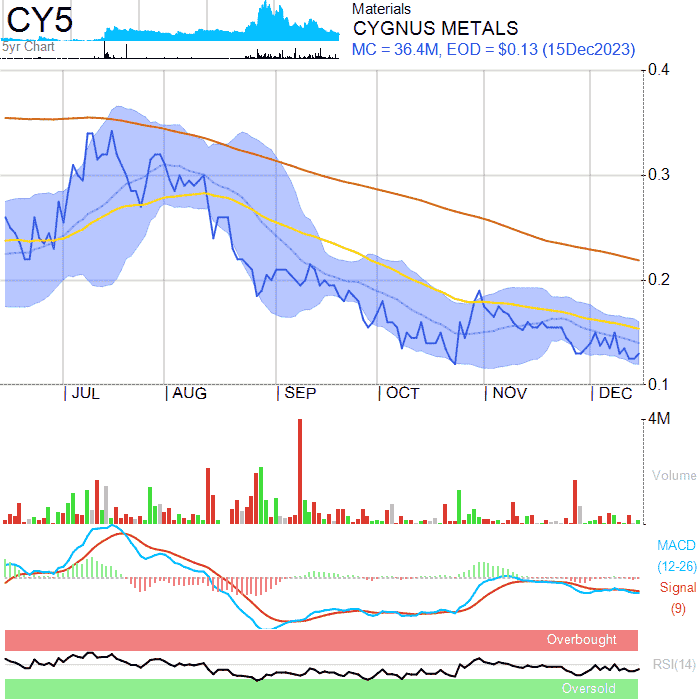 CY5
5yr Chart
Materials
CYGNUS METALS
MC = 36.4M, EOD = $0.13 (15Dec2023)
0.4
0.3
0.2
0.1
JUL AUG SEP OCT NOV DEC
4M
Volume
MACD
(12-26)
Signal
(9)
Overbought
RSI(14)
Oversold